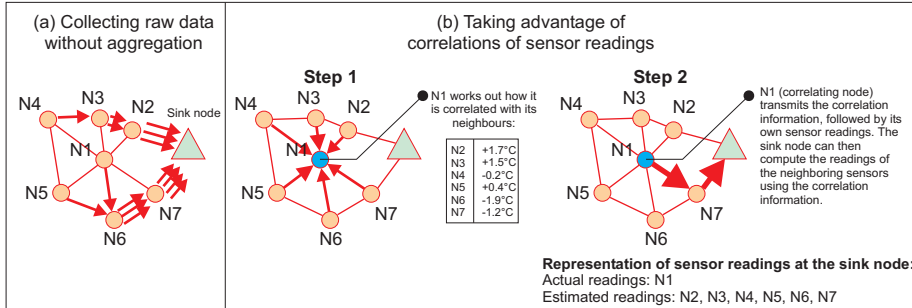 (a) Collecting raw data
without aggregation
N3
N4
N2
Sink node
N1
N5
N7
N6
(b) Taking advantage of
correlations of sensor readings
Step 1
N3
N4
N2
N1
N5
N7
N6
N1 works out how it
is correlated with its
neighbours:
N2 +1.7°C
N3 +1.5°C
N4 -0.2°C
N5 +0.4°C
N6 -1.9°C
N7 -1.2°C
Step 2
N3
N4
N2
N1
N5
N7
N6
N1 (correlating node)
transmits the correlation
information, followed by its
own sensor readings. The
sink node can then
compute the readings of
the neighboring sensors
using the correlation
information.
Representation of sensor readings at the sink node:
Actual readings: N1
Estimated readings: N2, N3, N4, N5, N6, N7